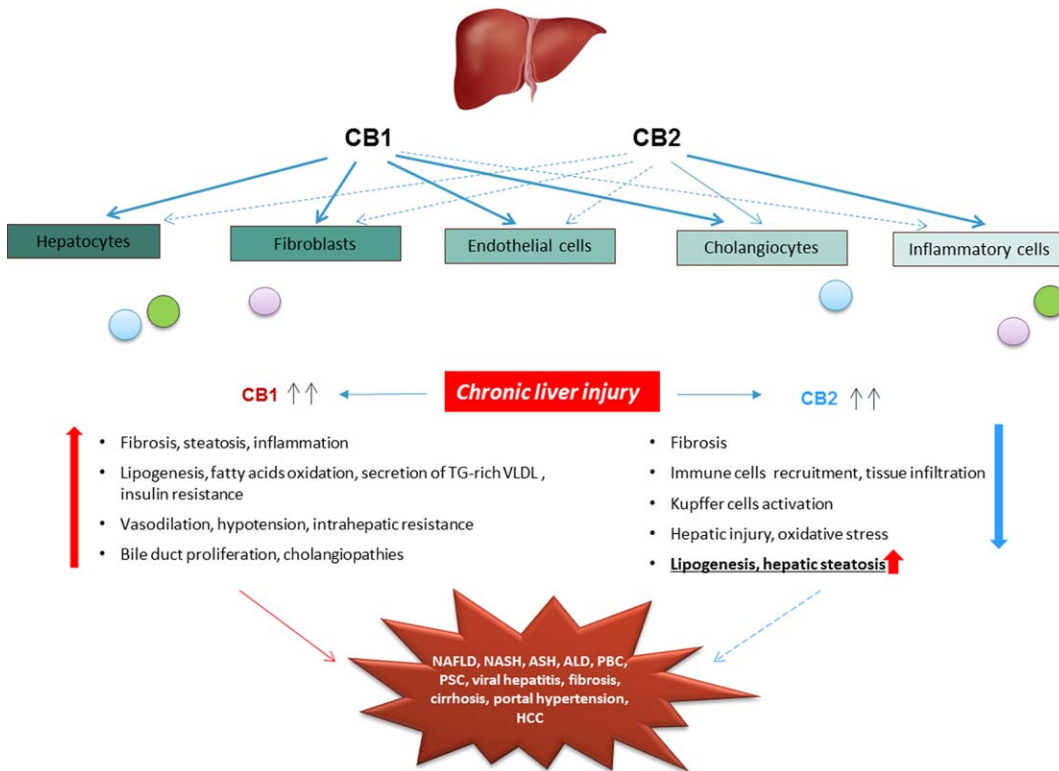 CB1
CB2
Hepatocytes
Fibroblasts
Endothelial cells
Cholangiocytes
Inflammatory cells
Chronic liver injury
CB1 ↑↑
• Fibrosis, steatosis, inflammation
• Lipogenesis, fatty acids oxidation, secretion of TG-rich VLDL ,
insulin resistance
• Vasodilation, hypotension, intrahepatic resistance
• Bile duct proliferation, cholangiopathies
CB2 ↑↑
• Fibrosis
• Immune cells recruitment, tissue infiltration
• Kupffer cells activation
• Hepatic injury, oxidative stress
• Lipogenesis, hepatic steatosis
NAFLD, NASH, ASH, ALD, PBC,
PSC, viral hepatitis, fibrosis,
cirrhosis, portal hypertension,
HCC